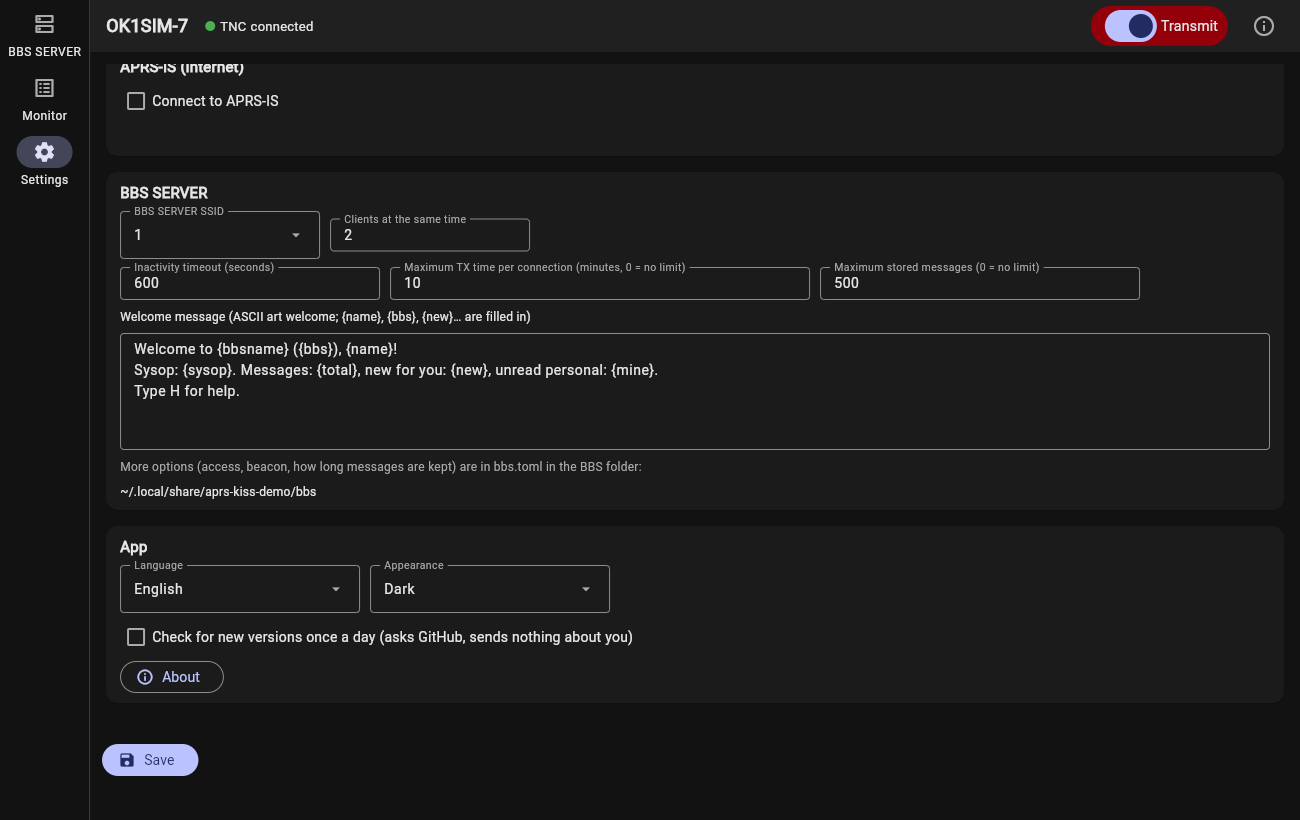 BBS SERVER
Monitor
Settings
OK1SIM-7
TNC connected
Transmit
APRS-IS (Internet)
Connect to APRS-IS
BBS SERVER
BBS SERVER SSID
1
Clients at the same time
2
Inactivity timeout (seconds)
600
Maximum TX time per connection (minutes, 0 = no limit)
10
Maximum stored messages (0 = no limit)
500
Welcome message (ASCII art welcome; {name}, {bbs}, {new}… are filled in)
Welcome to {bbsname} ({bbs}), {name}!
Sysop: {sysop}. Messages: {total}, new for you: {new}, unread personal: {mine}.
Type H for help.
More options (access, beacon, how long messages are kept) are in bbs.toml in the BBS folder:
~/.local/share/aprs-kiss-demo/bbs
App
Language
English
Appearance
Dark
Check for new versions once a day (asks GitHub, sends nothing about you)
About
Save